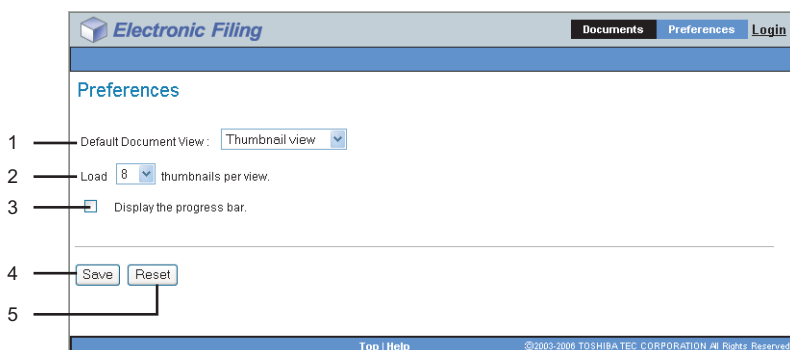 Electronic Filing
Documents Preferences Login
Preferences
1 Default Document View : Thumbnail view
2 Load 8 thumbnails per view.
3 Display the progress bar.
4 Save Reset
5
Top | Help ©2003-2006 TOSHIBA TEC CORPORATION All Rights Reserved